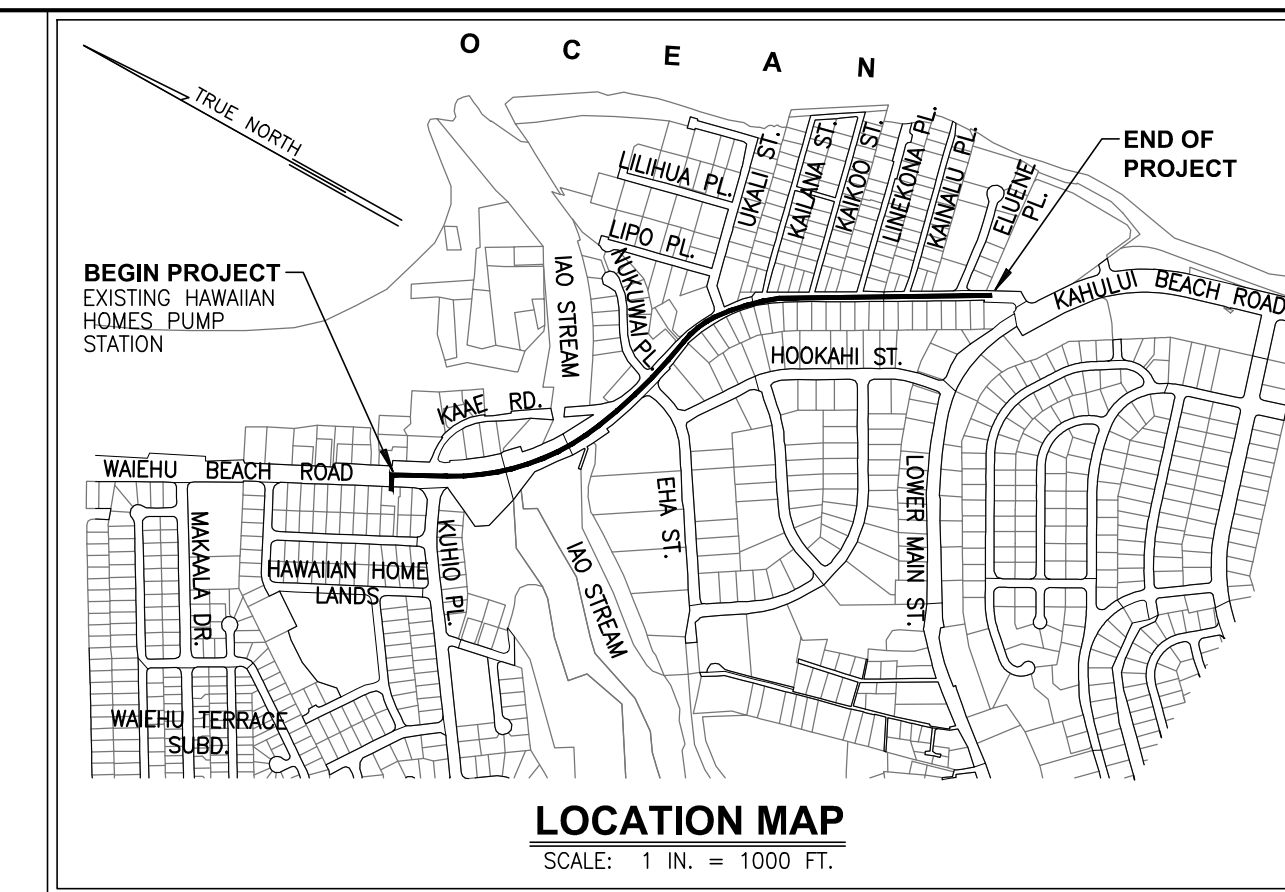 O C E A N
TRUE NORTH
BEGIN PROJECT
EXISTING HAWAIIAN
HOMES PUMP
STATION
END OF
PROJECT
LILIHUA PL.
LIPO PL.
NUKUWAI PL.
UKALI ST.
KAILANA ST.
KAIKOO ST.
LINEKONA PL.
KAINALU PL.
ELUENE
PL.
IAO STREAM
KAHULUI BEACH ROAD
HOOKAHI ST.
KAAE RD.
WAIEHU BEACH ROAD
MAKAALA DR.
HAWAIIAN HOME
LANDS
KUHIO PL.
IAO STREAM
EHA ST.
LOWER MAIN ST.
WAIEHU TERRACE
SUBD.
LOCATION MAP
SCALE: 1 IN. = 1000 FT.